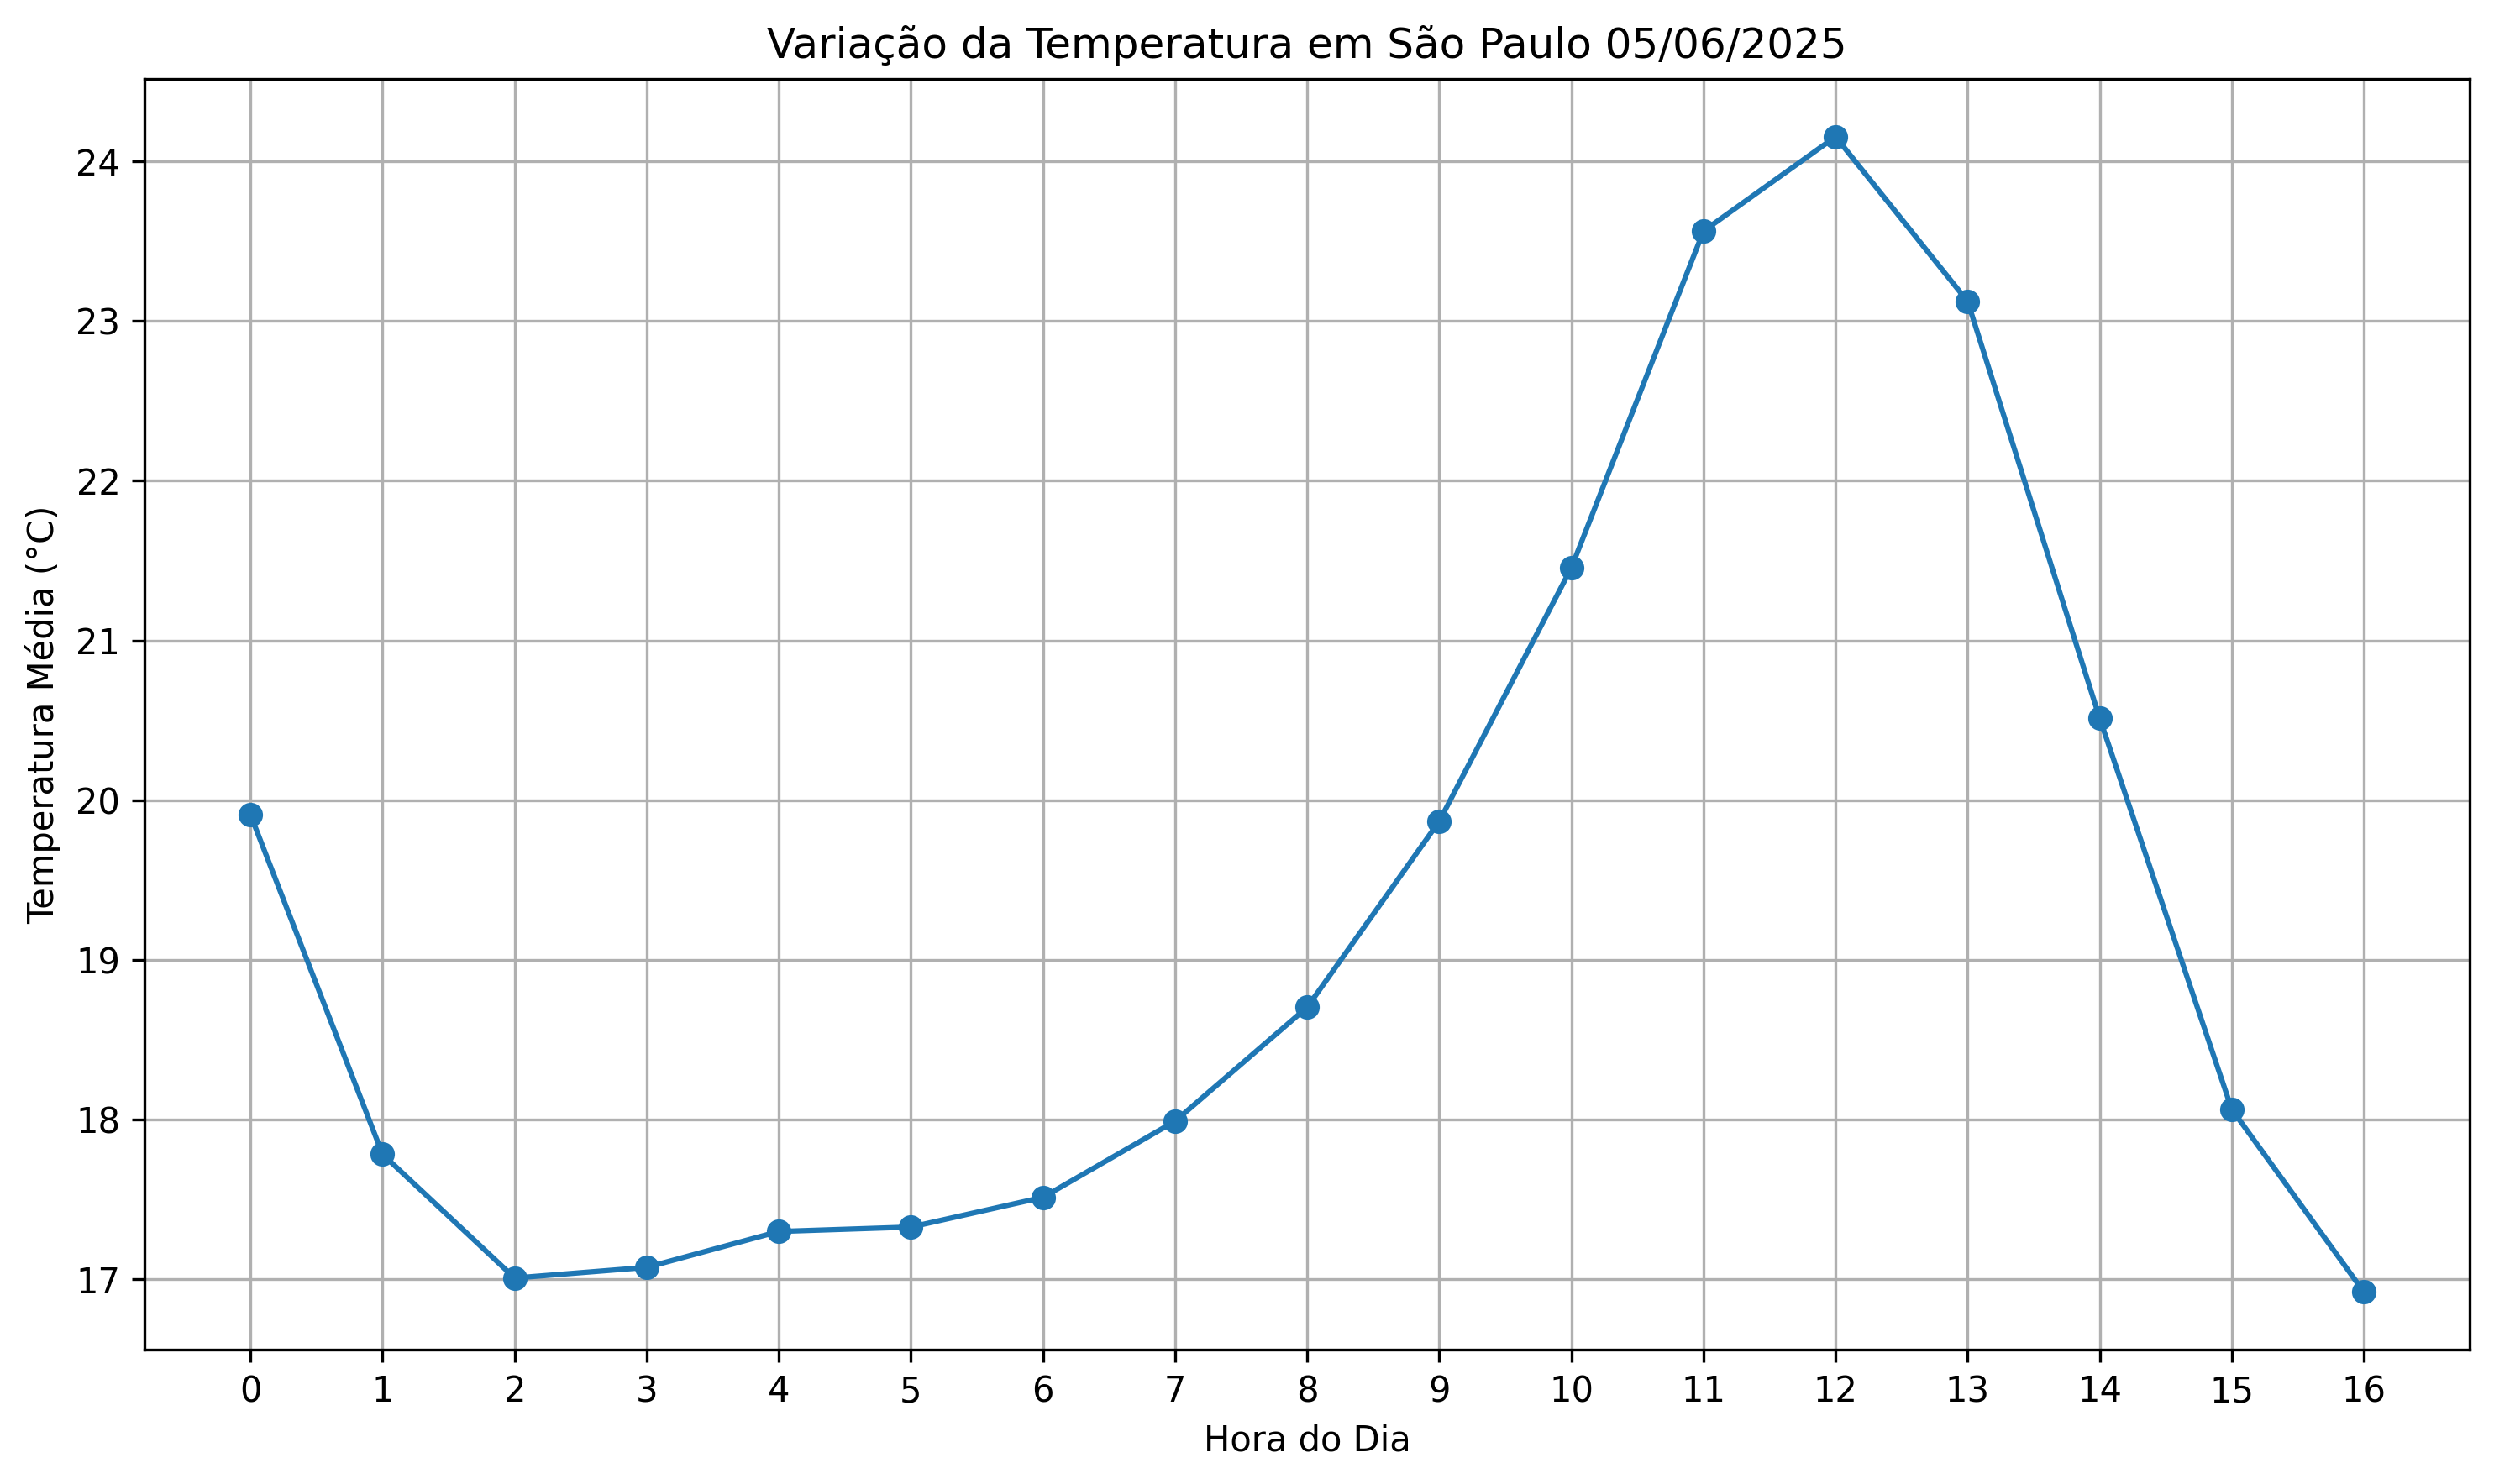 Variação da Temperatura em São Paulo 05/06/2025
Temperatura Média (°C)
24
23
22
21
20
19
18
17
0 1 2 3 4 5 6 7 8 9 10 11 12 13 14 15 16
Hora do Dia